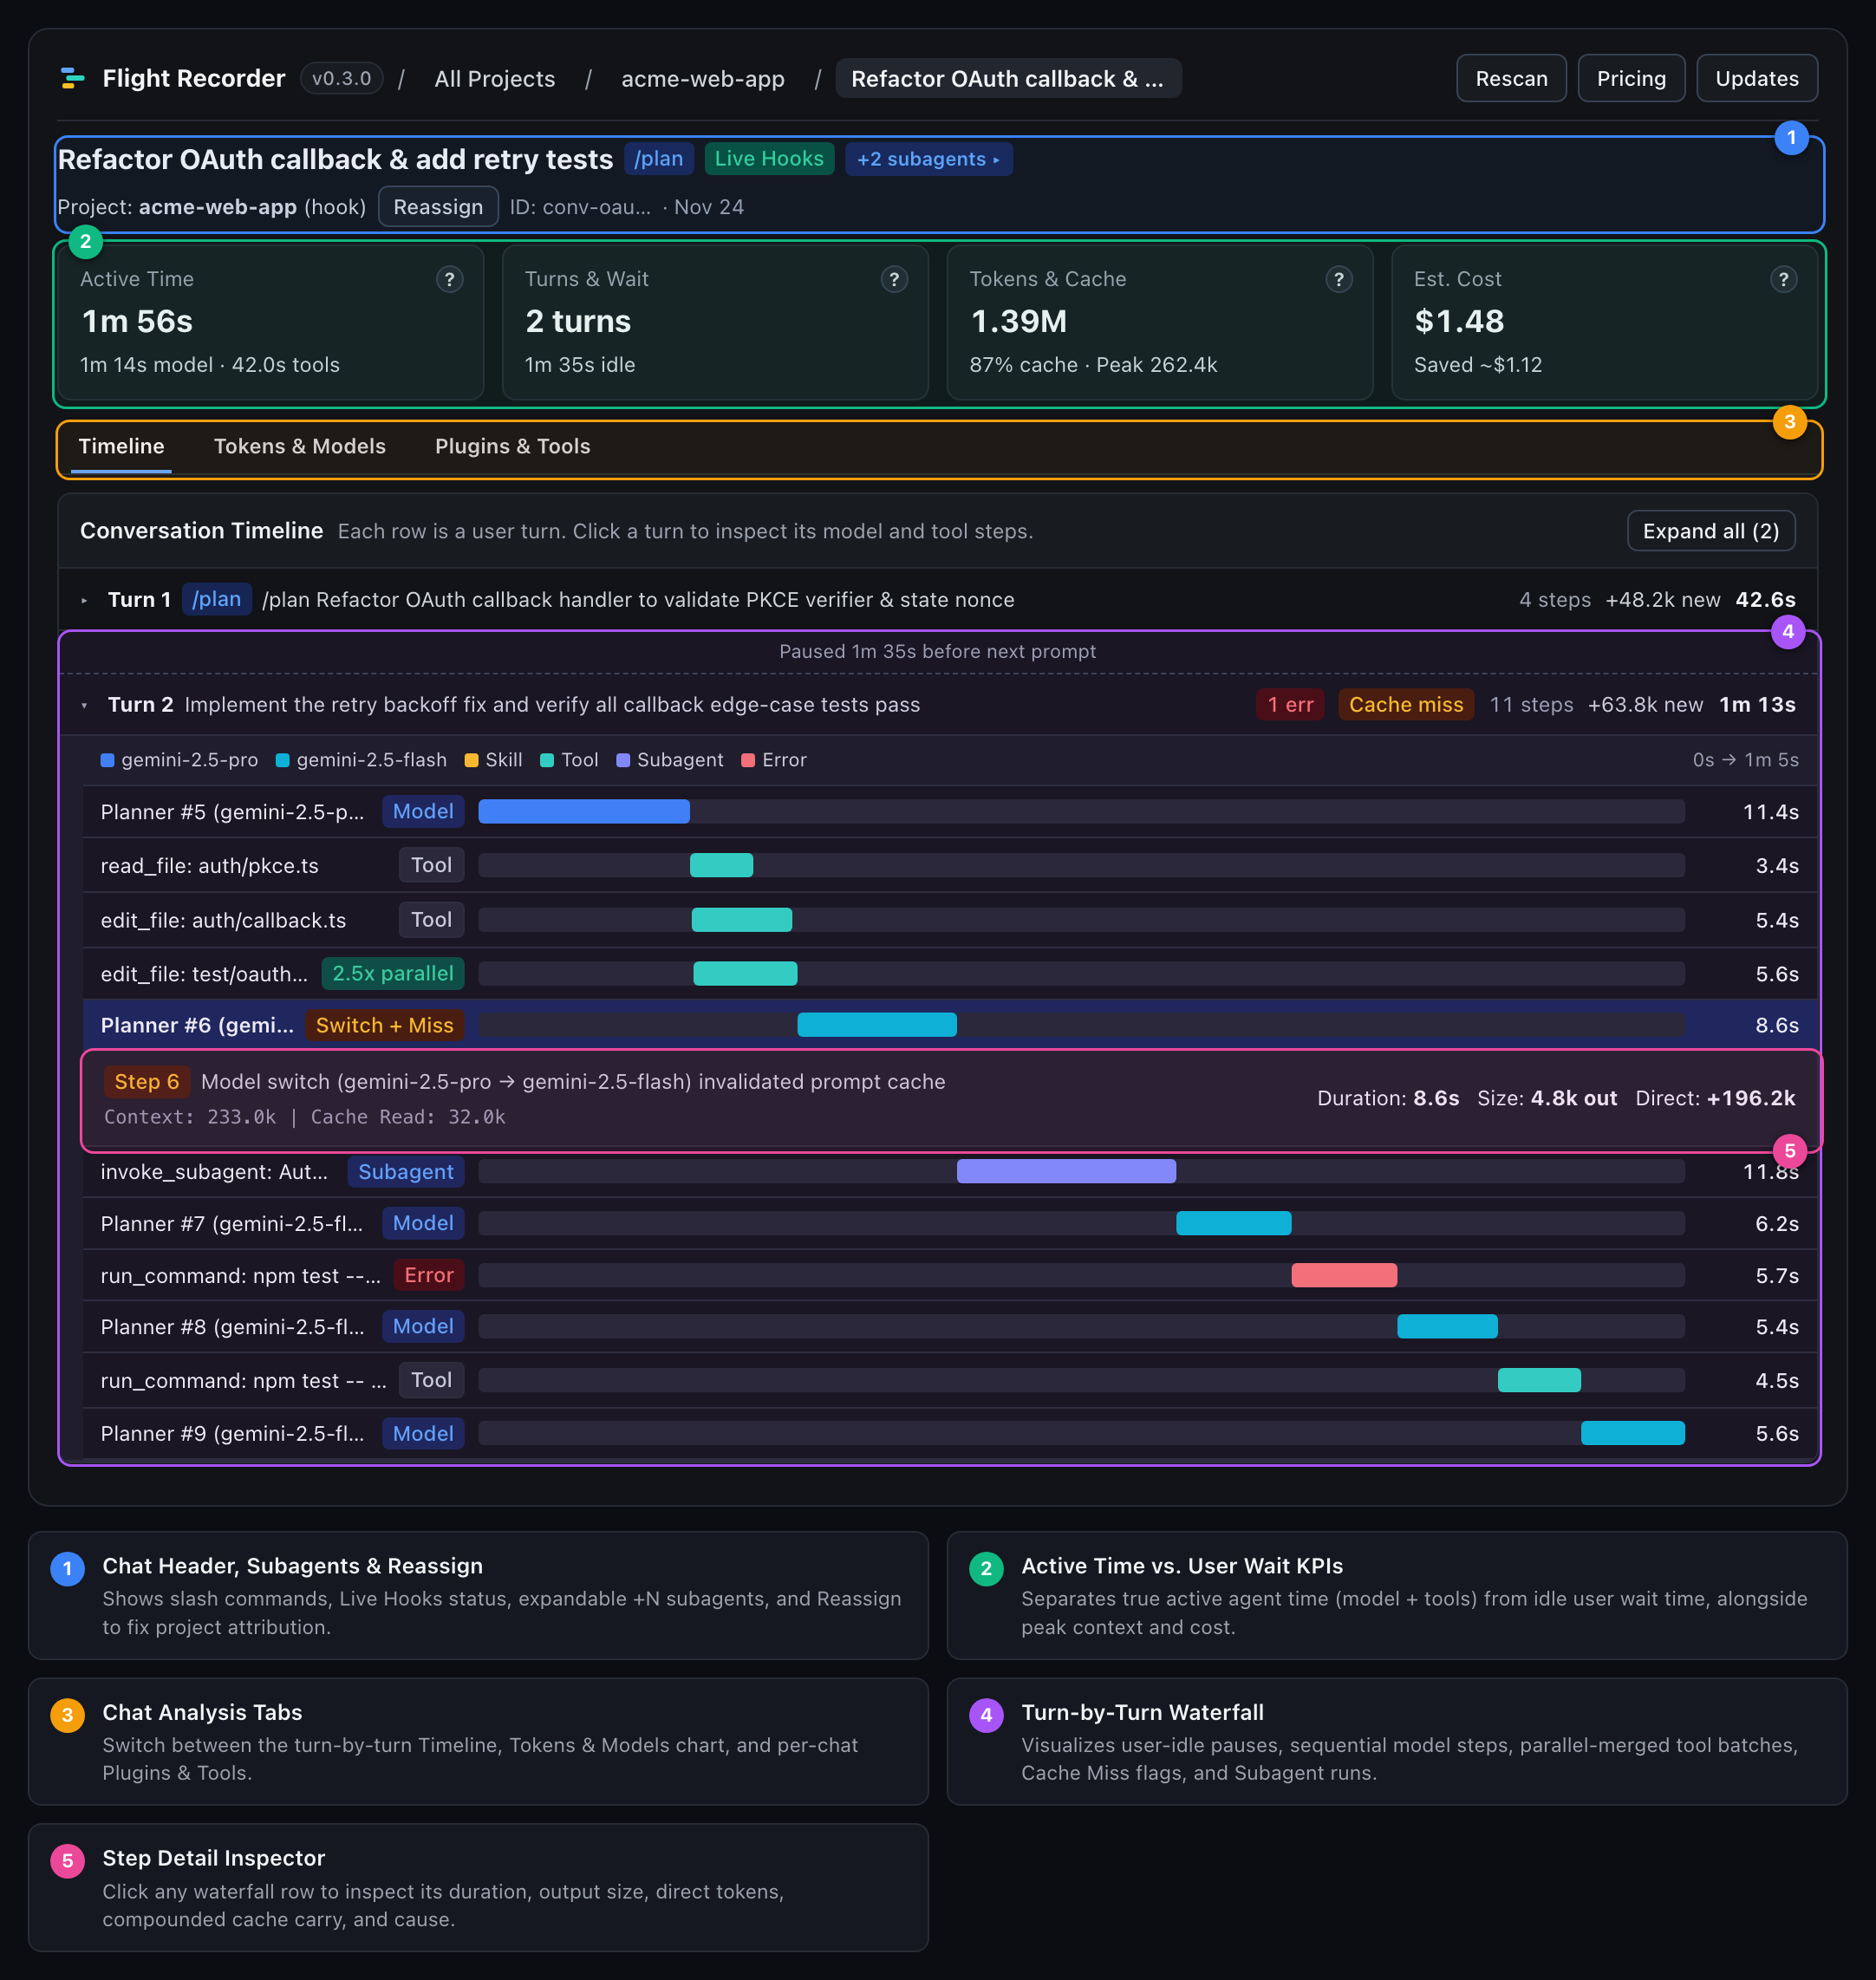 Flight Recorder v0.3.0 / All Projects / acme-web-app / Refactor OAuth callback & ... Rescan Pricing Updates
1
Refactor OAuth callback & add retry tests /plan Live Hooks +2 subagents ▸
Project: acme-web-app (hook) Reassign ID: conv-oau... · Nov 24
2
Active Time ? Turns & Wait ? Tokens & Cache ? Est. Cost ?
1m 56s 2 turns 1.39M $1.48
1m 14s model · 42.0s tools 1m 35s idle 87% cache · Peak 262.4k Saved ~$1.12
3
Timeline Tokens & Models Plugins & Tools
Conversation Timeline Each row is a user turn. Click a turn to inspect its model and tool steps. Expand all (2)
▸ Turn 1 /plan /plan Refactor OAuth callback handler to validate PKCE verifier & state nonce 4 steps +48.2k new 42.6s
4
Paused 1m 35s before next prompt
▾ Turn 2 Implement the retry backoff fix and verify all callback edge-case tests pass 1 err Cache miss 11 steps +63.8k new 1m 13s
gemini-2.5-pro gemini-2.5-flash Skill Tool Subagent Error 0s → 1m 5s
Planner #5 (gemini-2.5-p... Model 11.4s
read_file: auth/pkce.ts Tool 3.4s
edit_file: auth/callback.ts Tool 5.4s
edit_file: test/oauth... 2.5x parallel 5.6s
Planner #6 (gemi... Switch + Miss 8.6s
Step 6 Model switch (gemini-2.5-pro → gemini-2.5-flash) invalidated prompt cache
Context: 233.0k | Cache Read: 32.0k
Duration: 8.6s Size: 4.8k out Direct: +196.2k
5
invoke_subagent: Aut... Subagent 11.8s
Planner #7 (gemini-2.5-fl... Model 6.2s
run_command: npm test --... Error 5.7s
Planner #8 (gemini-2.5-fl... Model 5.4s
run_command: npm test -- ... Tool 4.5s
Planner #9 (gemini-2.5-fl... Model 5.6s
1 Chat Header, Subagents & Reassign
Shows slash commands, Live Hooks status, expandable +N subagents, and Reassign
to fix project attribution.
2 Active Time vs. User Wait KPIs
Separates true active agent time (model + tools) from idle user wait time, alongside
peak context and cost.
3 Chat Analysis Tabs
Switch between the turn-by-turn Timeline, Tokens & Models chart, and per-chat
Plugins & Tools.
4 Turn-by-Turn Waterfall
Visualizes user-idle pauses, sequential model steps, parallel-merged tool batches,
Cache Miss flags, and Subagent runs.
5 Step Detail Inspector
Click any waterfall row to inspect its duration, output size, direct tokens,
compounded cache carry, and cause.